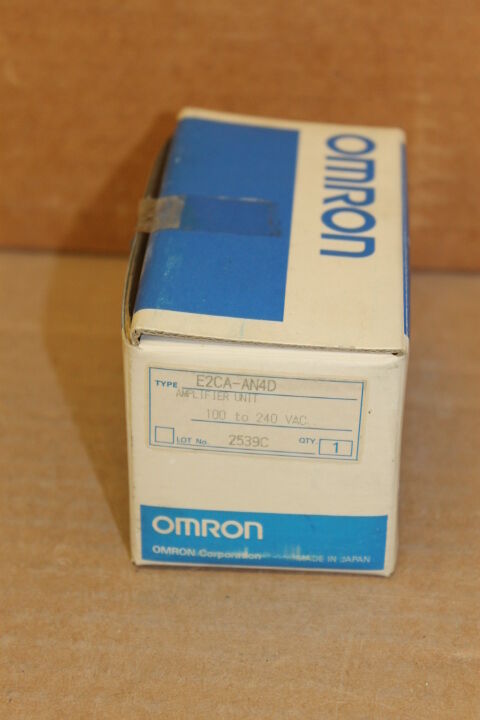 OMRON
TYPE E2CA-AN4D
AMPLIFIER UNIT
100 to 240 VAC
LOT No. 2539C QTY. 1
OMRON
OMRON Corporation MADE IN JAPAN